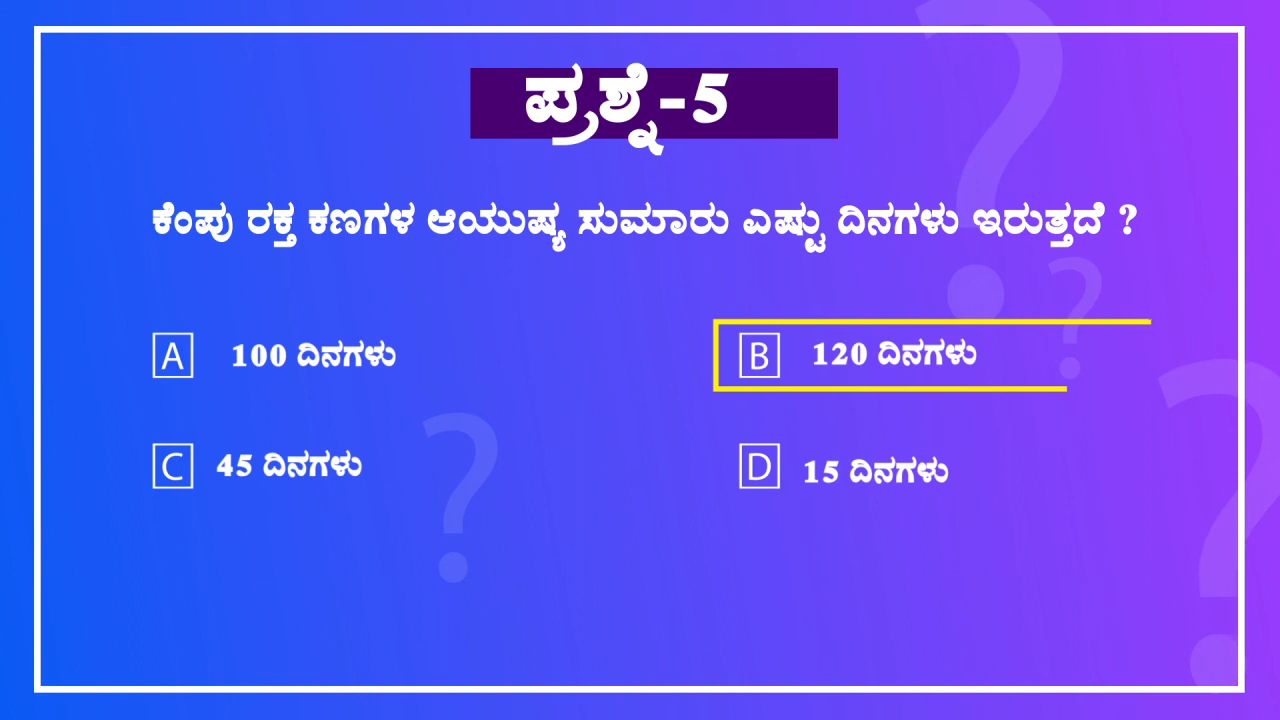 ಪ್ರಶ್ನೆ-5
ಕೆಂಪು ರಕ್ತ ಕಣಗಳ ಆಯುಷ್ಯ ಸುಮಾರು ಎಷ್ಟು ದಿನಗಳು ಇರುತ್ತದೆ ?
A 100 ದಿನಗಳು
B 120 ದಿನಗಳು
C 45 ದಿನಗಳು
D 15 ದಿನಗಳು